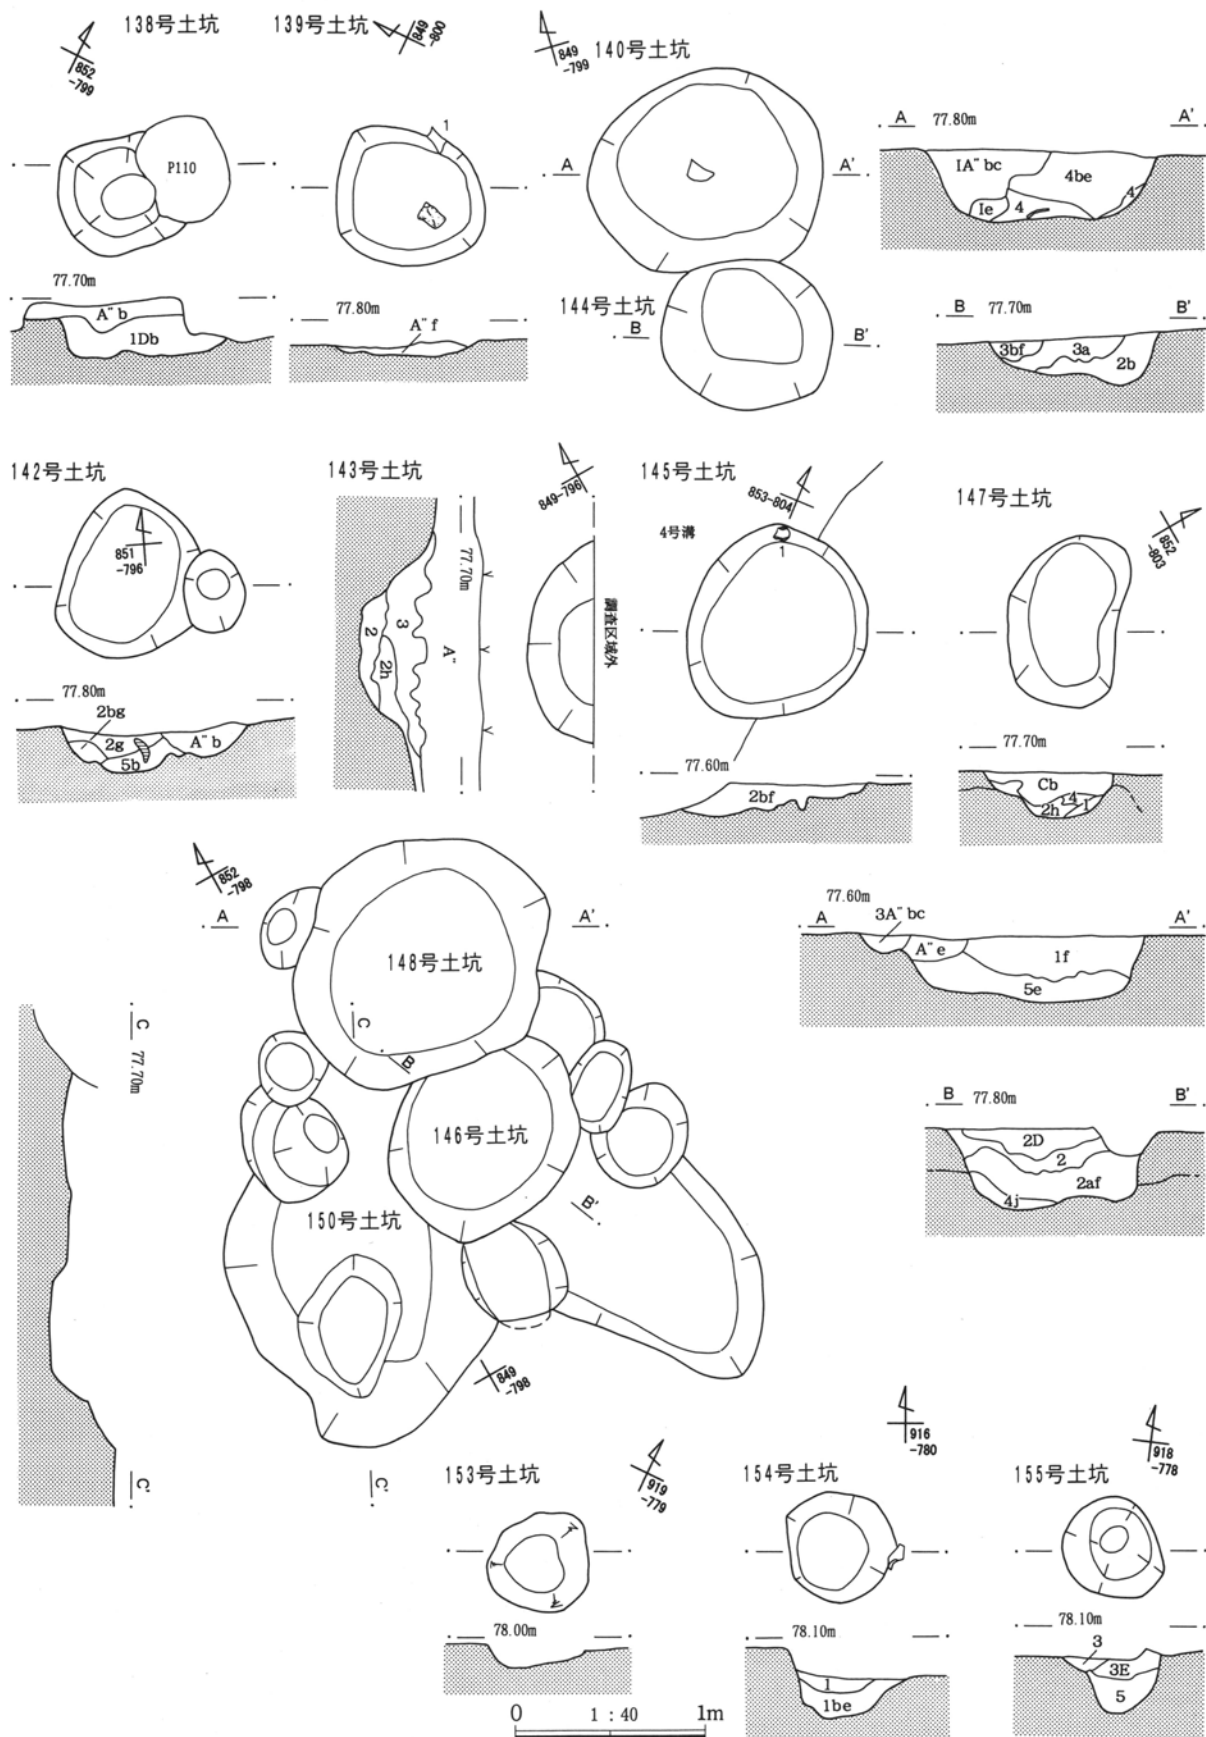 138号土坑
852
-799
P110
77.70m
A" b
1Db
139号土坑
849
-800
1
77.80m
A" f
849
-799
140号土坑
A
A'
A 77.80m A'
IA" bc
4be
4
Ie
4
144号土坑
B
B'
B 77.70m B'
3bf
3a
2b
142号土坑
851
-796
77.80m
2bg
2g
5b
A" b
143号土坑
77.70m
2
3
2h
A"
849-796
調査区域外
145号土坑
853-804
4号溝
1
77.60m
2bf
147号土坑
852
-803
77.70m
Cb
4
2h
1
852
-798
A
A'
148号土坑
C
B
146号土坑
150号土坑
B'
849
-798
C'
C 77.70m
C'
77.60m
A
A'
3A" bc
A" e
1f
5e
B 77.80m B'
2D
2
2af
4j
153号土坑
919
-779
78.00m
154号土坑
916
-780
78.10m
1
1be
155号土坑
918
-778
78.10m
3
3E
5
0 1 : 40 1m